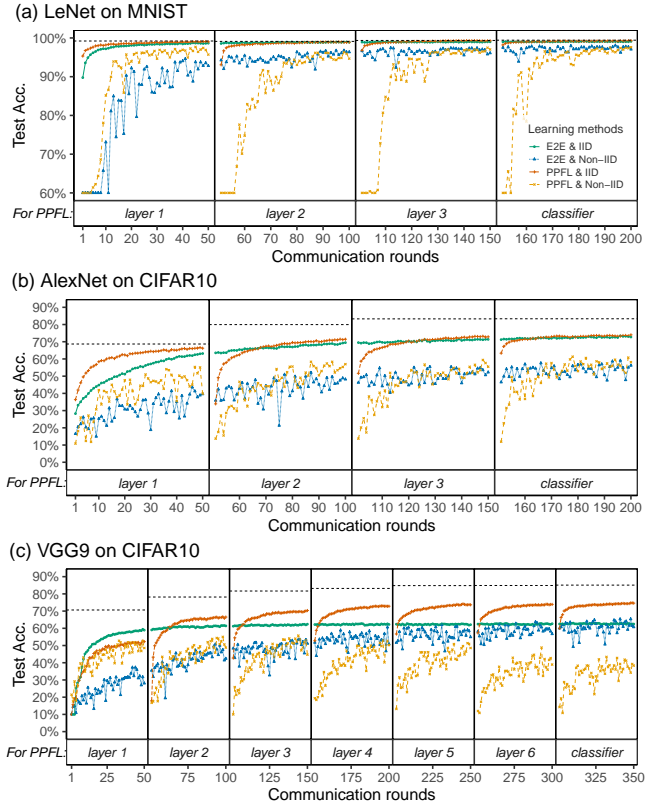 (a) LeNet on MNIST
100%
90%
80%
70%
60%
Test Acc.
Learning methods
E2E & IID
E2E & Non-IID
PPFL & IID
PPFL & Non-IID
For PPFL: layer 1 layer 2 layer 3 classifier
1 10 20 30 40 50 60 70 80 90 100 110 120 130 140 150 160 170 180 190 200
Communication rounds
(b) AlexNet on CIFAR10
90%
80%
70%
60%
50%
40%
30%
20%
10%
0%
Test Acc.
For PPFL: layer 1 layer 2 layer 3 classifier
1 10 20 30 40 50 60 70 80 90 100 110 120 130 140 150 160 170 180 190 200
Communication rounds
(c) VGG9 on CIFAR10
90%
80%
70%
60%
50%
40%
30%
20%
10%
0%
Test Acc.
For PPFL: layer 1 layer 2 layer 3 layer 4 layer 5 layer 6 classifier
1 25 50 75 100 125 150 175 200 225 250 275 300 325 350
Communication rounds